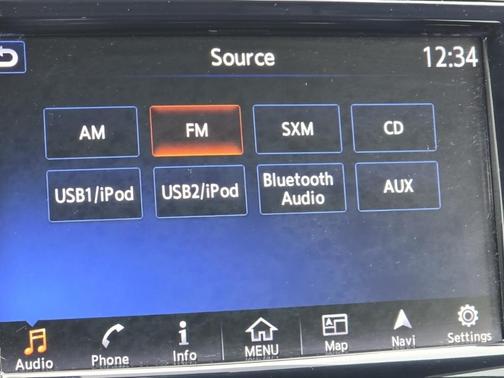 Source
12:34
AM
FM
SXM
CD
USB1/iPod
USB2/iPod
Bluetooth
Audio
AUX
Audio
Phone
Info
MENU
Map
Navi
Settings